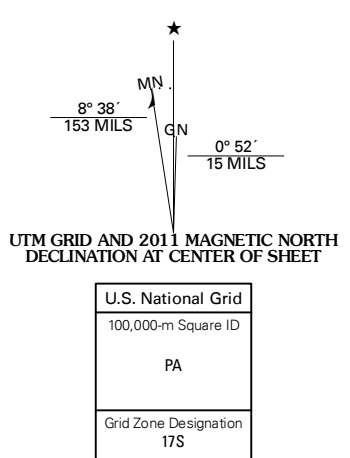 ★
MN
8° 38´
153 MILS
GN
0° 52´
15 MILS
UTM GRID AND 2011 MAGNETIC NORTH
DECLINATION AT CENTER OF SHEET
U.S. National Grid
100,000-m Square ID
PA
Grid Zone Designation
17S